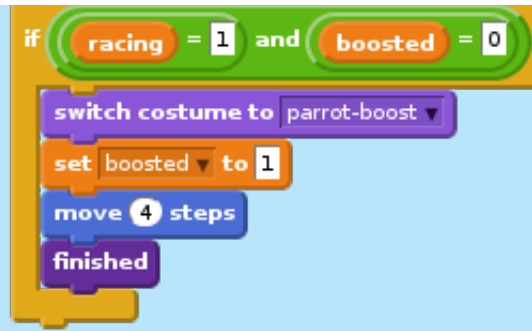 if racing = 1 and boosted = 0
switch costume to parrot-boost
set boosted to 1
move 4 steps
finished